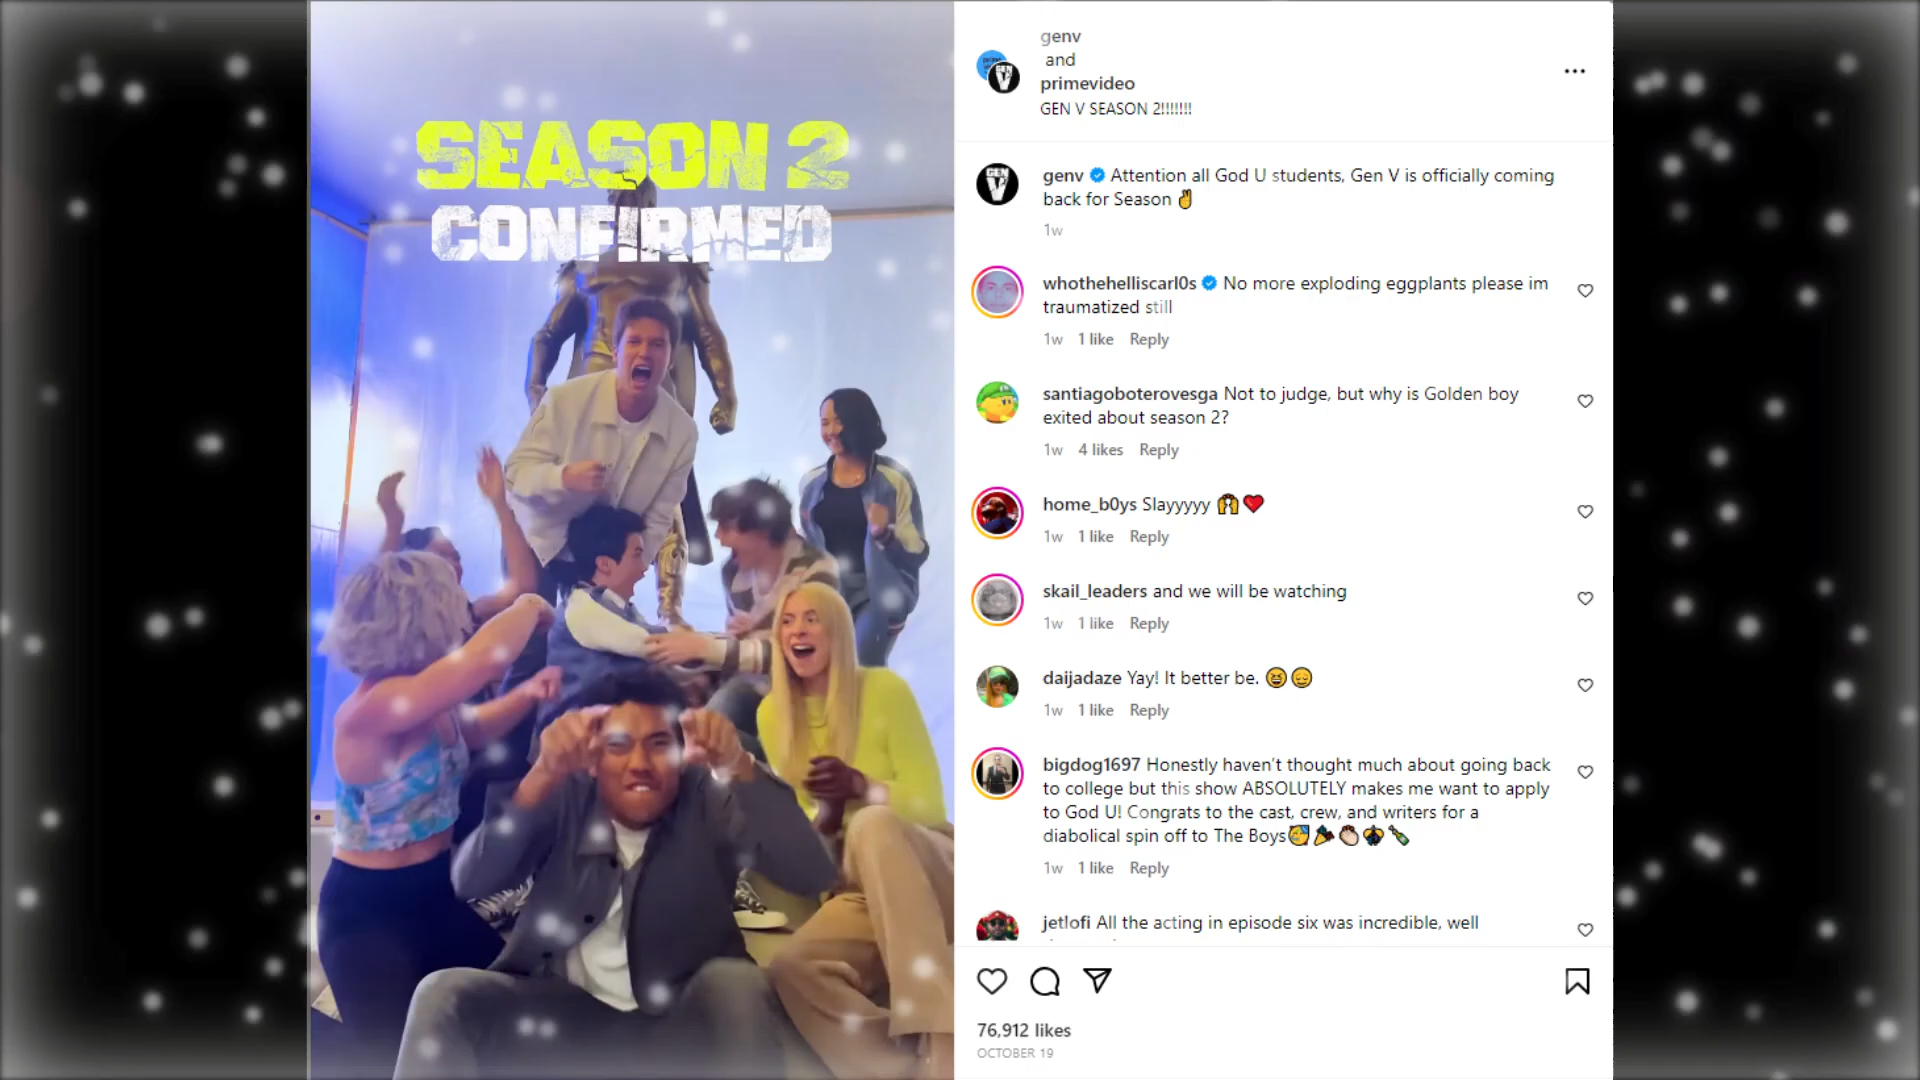 SEASON 2
CONFIRMED
genv
and
primevideo
GEN V SEASON 2!!!!!!!
GEN V
genv Attention all God U students, Gen V is officially coming
back for Season ✌
1w
whothehelliscarl0s No more exploding eggplants please im
traumatized still
1w 1 like Reply
santiagoboterovesga Not to judge, but why is Golden boy
exited about season 2?
1w 4 likes Reply
home_b0ys Slayyyyy 🙌❤
1w 1 like Reply
skail_leaders and we will be watching
1w 1 like Reply
daijadaze Yay! It better be. 😆😔
1w 1 like Reply
bigdog1697 Honestly haven't thought much about going back
to college but this show ABSOLUTELY makes me want to apply
to God U! Congrats to the cast, crew, and writers for a
diabolical spin off to The Boys
1w 1 like Reply
jetlofi All the acting in episode six was incredible, well
76,912 likes
OCTOBER 19